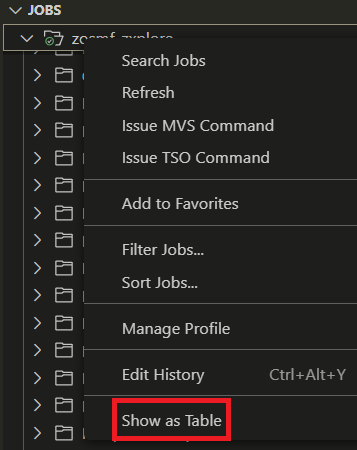 JOBS
zosmf_zxplore
Search Jobs
Refresh
Issue MVS Command
Issue TSO Command
Add to Favorites
Filter Jobs...
Sort Jobs...
Manage Profile
Edit History Ctrl+Alt+Y
Show as Table